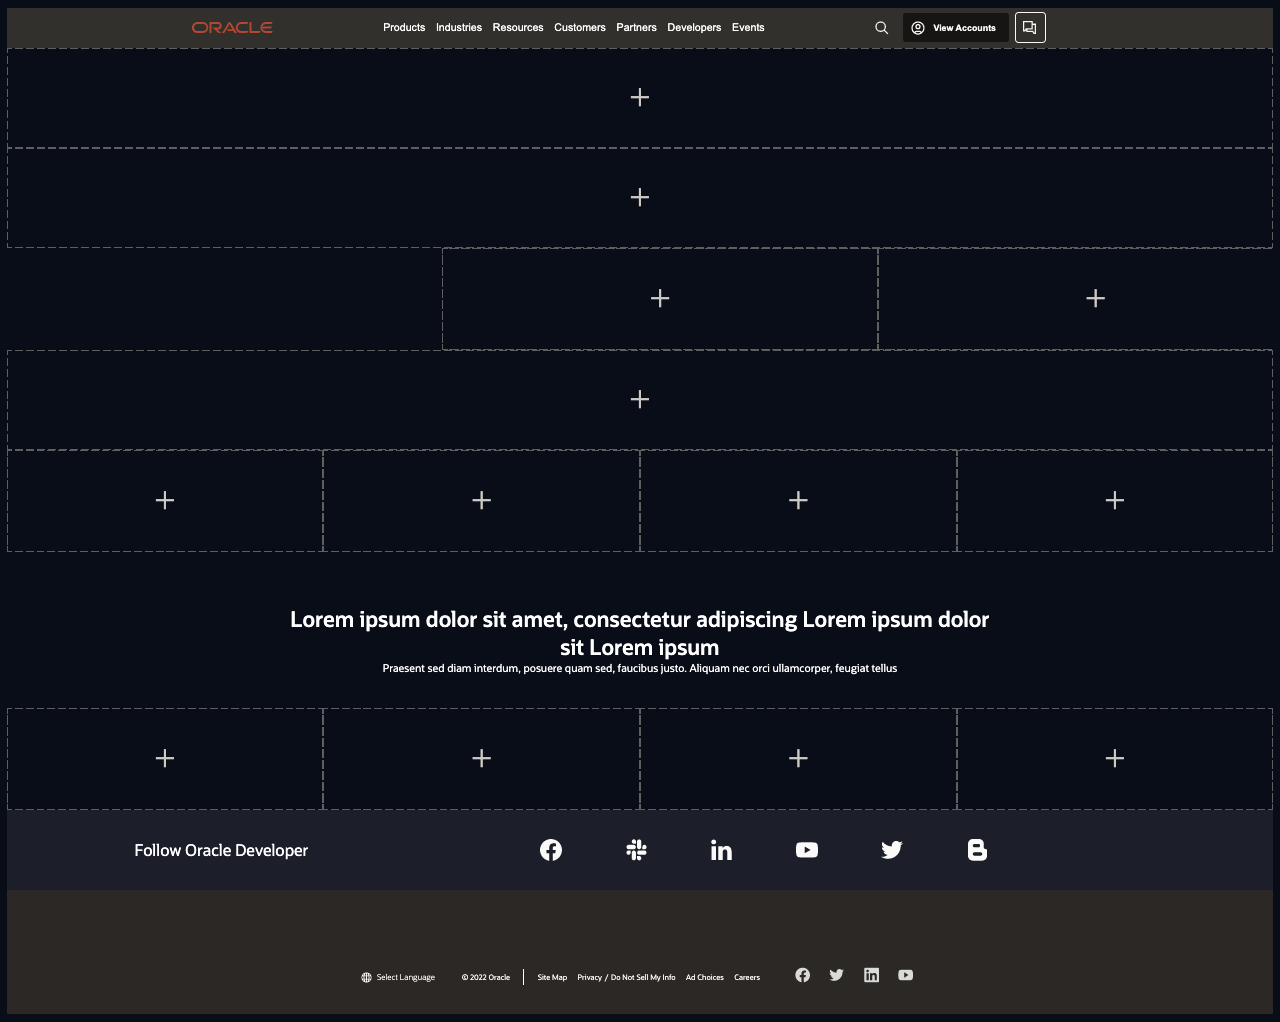 ORACLE
Products Industries Resources Customers Partners Developers Events
View Accounts
Lorem ipsum dolor sit amet, consectetur adipiscing Lorem ipsum dolor
sit Lorem ipsum
Praesent sed diam interdum, posuere quam sed, faucibus justo. Aliquam nec orci ullamcorper, feugiat tellus
Follow Oracle Developer
Select Language © 2022 Oracle Site Map Privacy / Do Not Sell My Info Ad Choices Careers